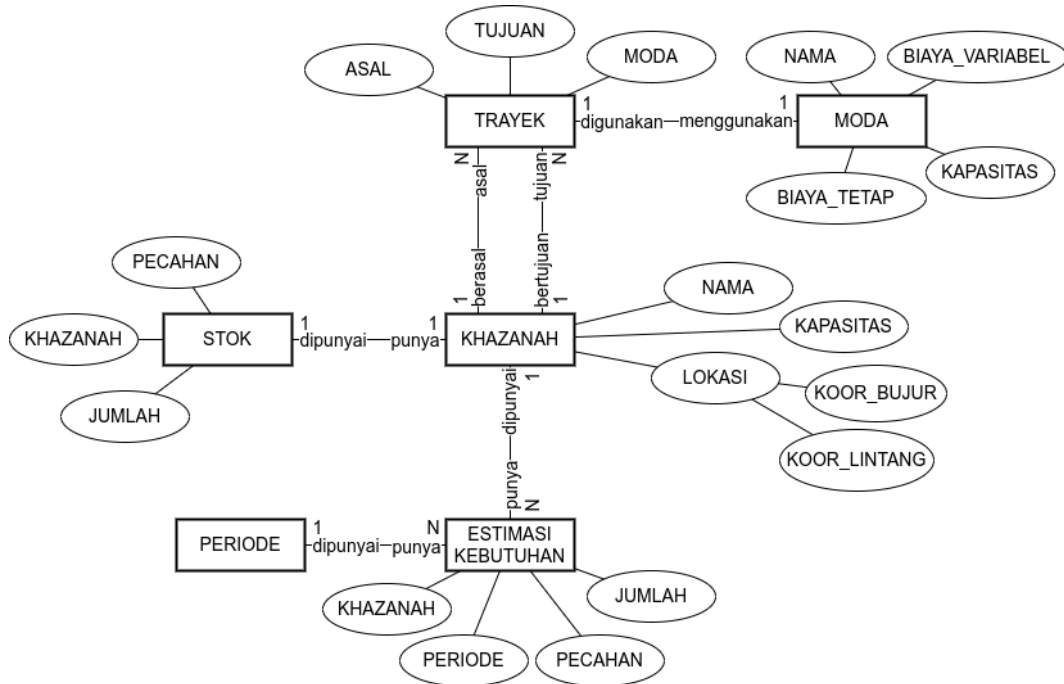 TUJUAN
ASAL
MODA
NAMA
BIAYA_VARIABEL
TRAYEK
1
digunakan
menggunakan
1
MODA
KAPASITAS
BIAYA_TETAP
N
asal
N
tujuan
berasal
1
bertujuan
1
PECAHAN
KHAZANAH
STOK
JUMLAH
1
dipunyai
punya
1
KHAZANAH
NAMA
KAPASITAS
LOKASI
KOOR_BUJUR
KOOR_LINTANG
dipunyai
1
punya
N
PERIODE
1
dipunyai
punya
N
ESTIMASI
KEBUTUHAN
KHAZANAH
PERIODE
PECAHAN
JUMLAH